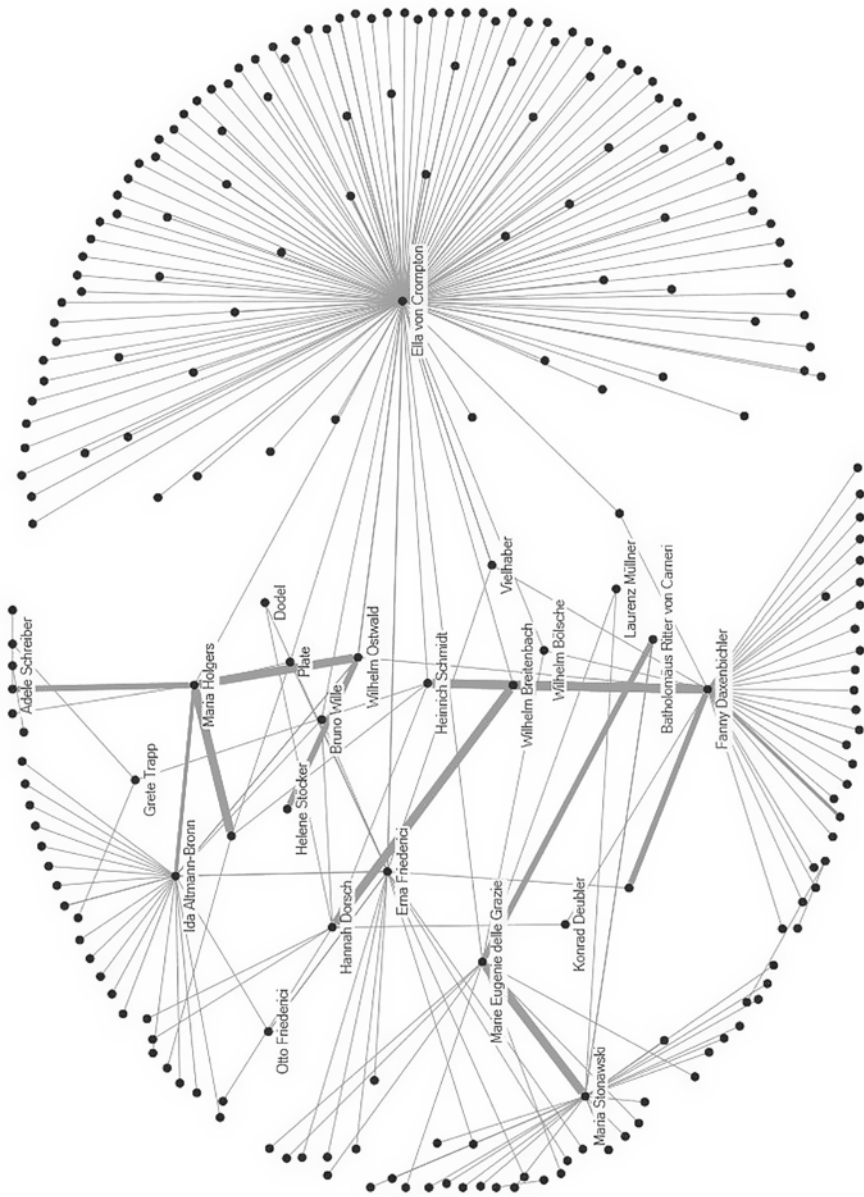 Adele Schreiber
Maria Holgers
Grete Trapp
Ida Altmann-Bronn
Dodel
Plate
Bruno Wille
Helene Stöcker
Wilhelm Ostwald
Otto Friederici
Hannah Dorsch
Erna Friederici
Ella von Crompton
Heinrich Schmidt
Vielhaber
Wilhelm Breitenbach
Wilhelm Bölsche
Marie Eugenie delle Grazie
Konrad Deubler
Maria Stonawski
Laurenz Müllner
Batholomäus Ritter von Carneri
Fanny Daxenbichler